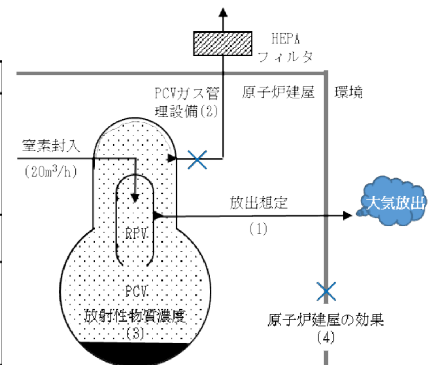 HEPA
フィルタ
PCVガス管
理設備(2)
原子炉建屋
環境
窒素封入
(20m³/h)
放出想定
(1)
大気放出
RPV
PCV
放射性物質濃度
(3)
原子炉建屋の効果
(4)